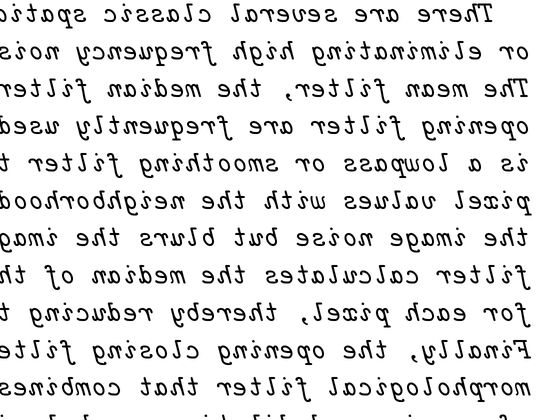 There are several classic spatia
or eliminating high frequency nois
The mean filter, the median filter
opening filter are frequently used
is a lowpass or smoothing filter t
pixel values with the neighborhood
the image noise but blurs the imag
filter calculates the median of th
for each pixel, thereby reducing t
Finally, the opening closing filte
morphological filter that combines